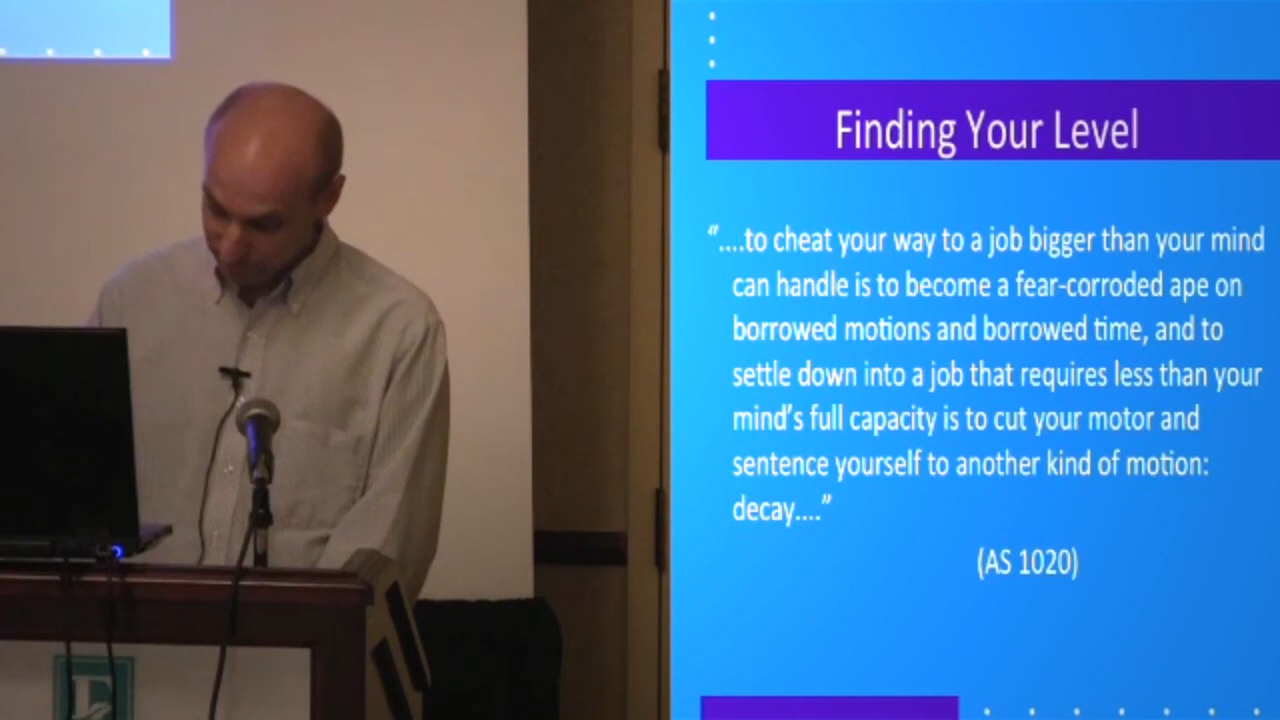 Finding Your Level
“....to cheat your way to a job bigger than your mind
can handle is to become a fear-corroded ape on
borrowed motions and borrowed time, and to
settle down into a job that requires less than your
mind’s full capacity is to cut your motor and
sentence yourself to another kind of motion:
decay....”
(AS 1020)